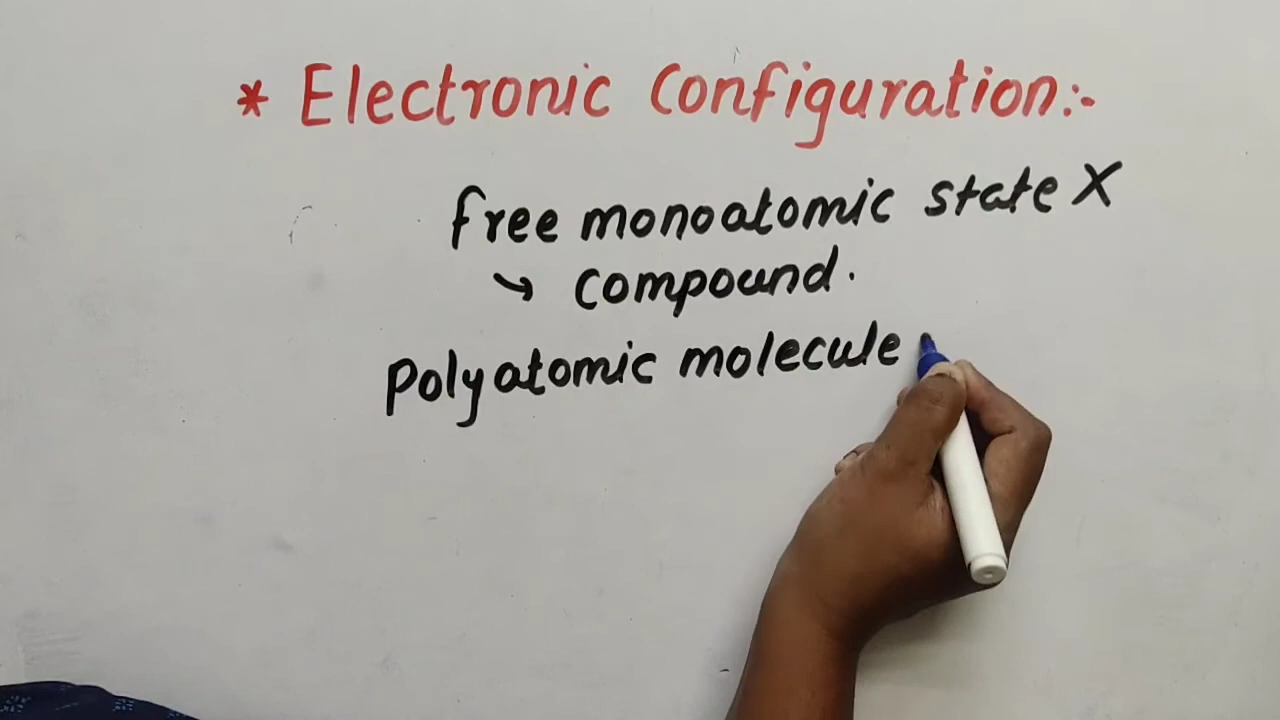 * Electronic Configuration:-
free monoatomic state X
↳ compound.
Polyatomic molecule